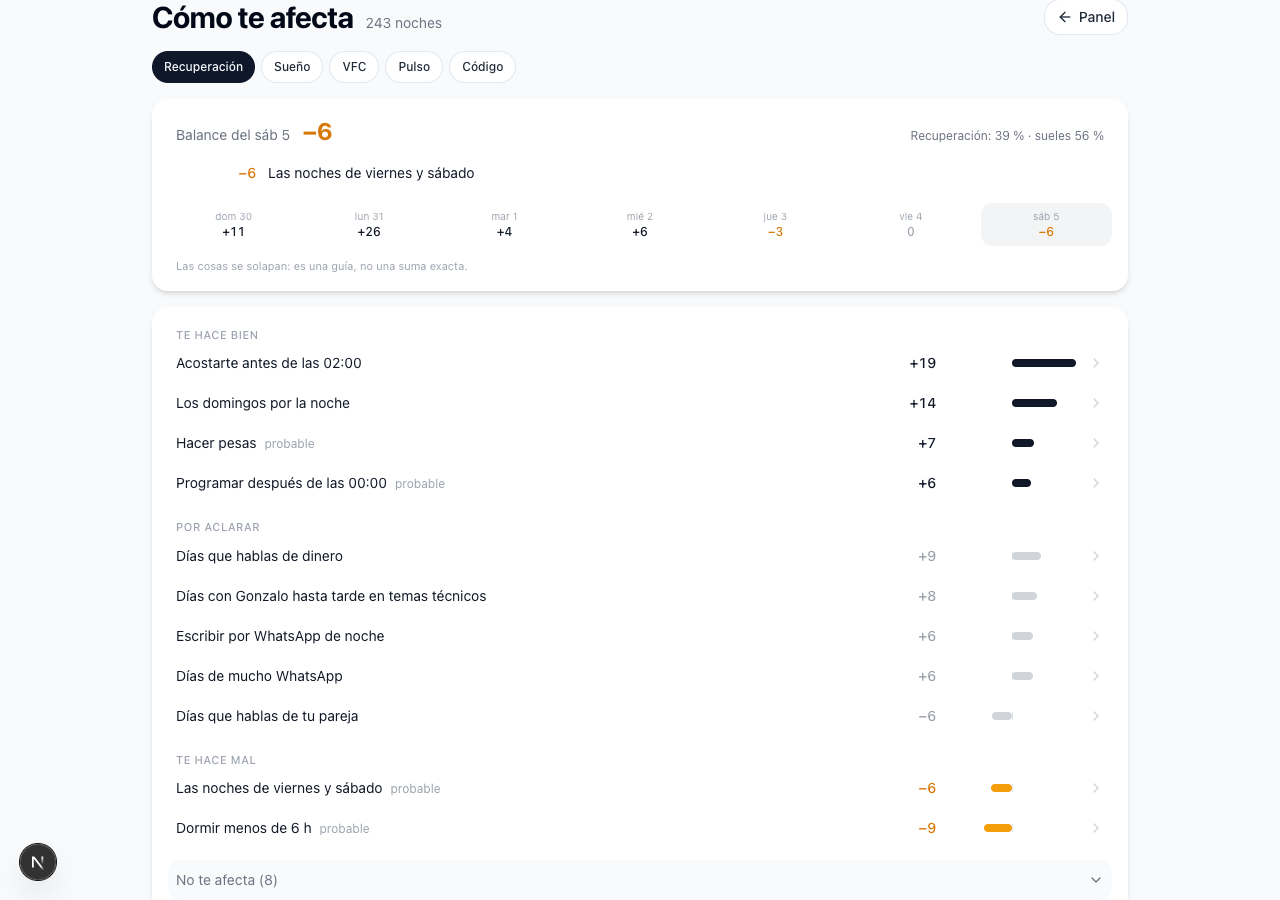 Cómo te afecta 243 noches
← Panel
Recuperación Sueño VFC Pulso Código
Balance del sáb 5 −6 Recuperación: 39 % · sueles 56 %
−6 Las noches de viernes y sábado
dom 30 lun 31 mar 1 mié 2 jue 3 vie 4 sáb 5
+11 +26 +4 +6 −3 0 −6
Las cosas se solapan: es una guía, no una suma exacta.
TE HACE BIEN
Acostarte antes de las 02:00 +19
Los domingos por la noche +14
Hacer pesas probable +7
Programar después de las 00:00 probable +6
POR ACLARAR
Días que hablas de dinero +9
Días con Gonzalo hasta tarde en temas técnicos +8
Escribir por WhatsApp de noche +6
Días de mucho WhatsApp +6
Días que hablas de tu pareja −6
TE HACE MAL
Las noches de viernes y sábado probable −6
Dormir menos de 6 h probable −9
N
No te afecta (8)